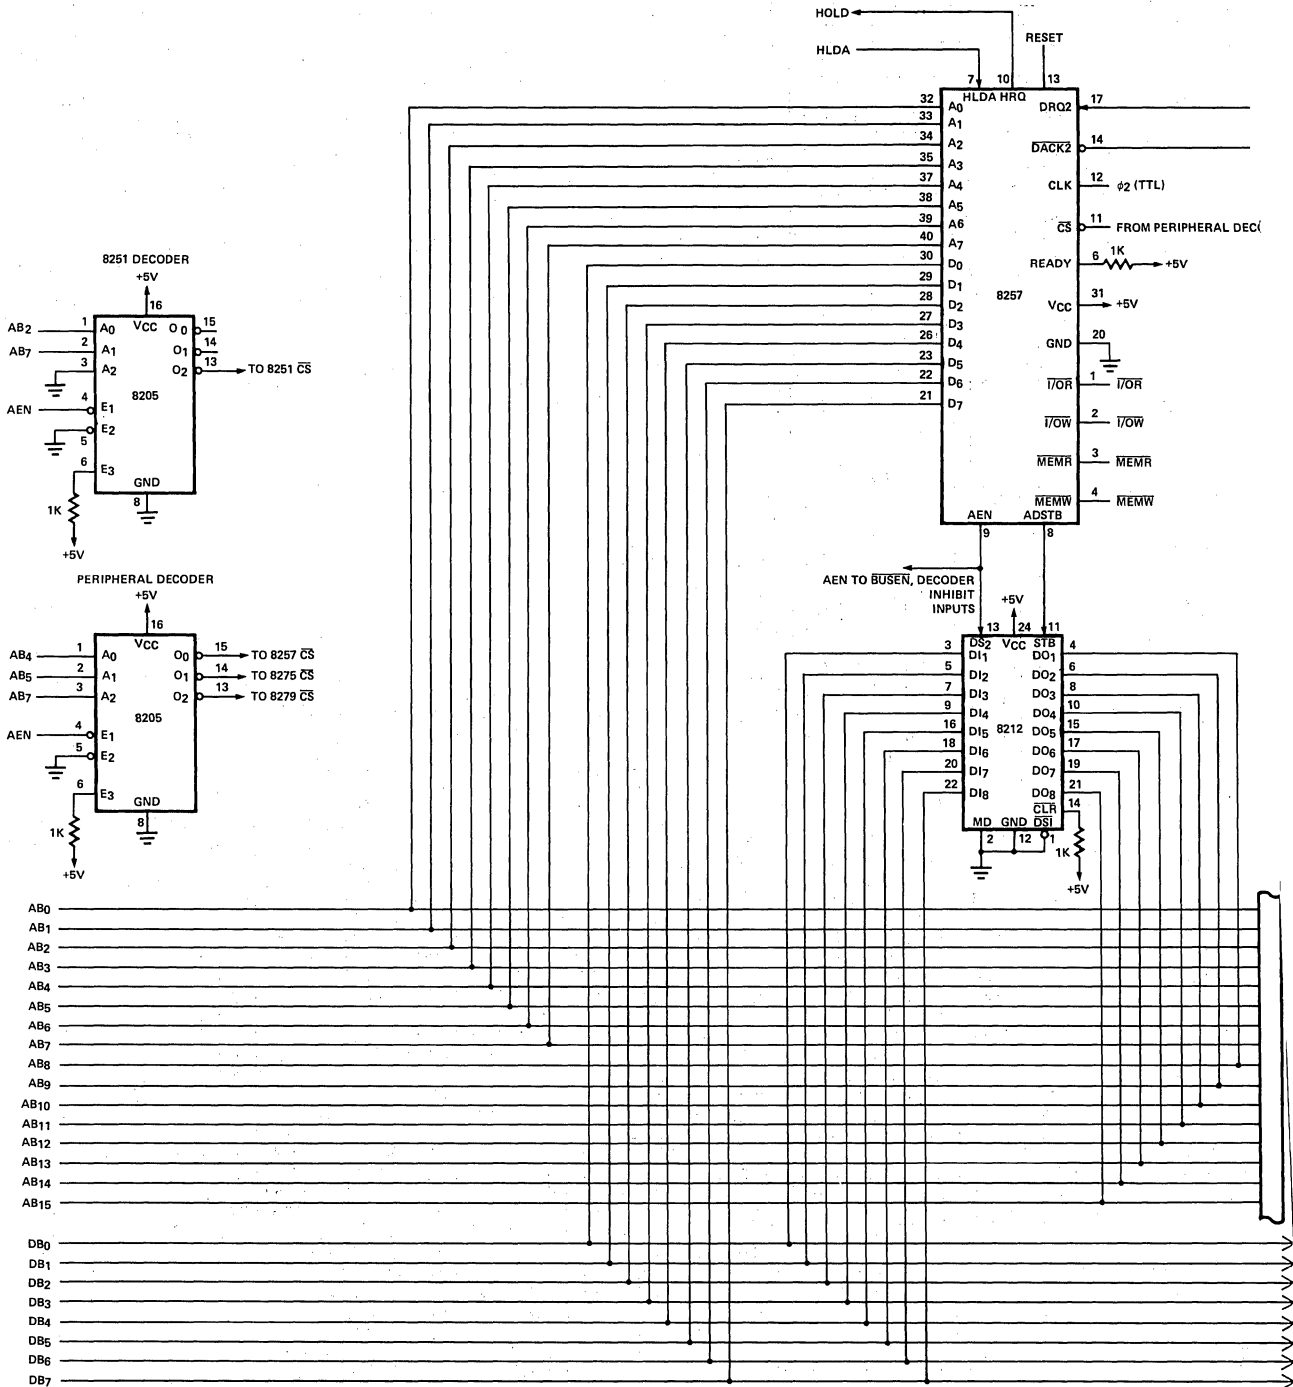 HOLD
HLDA
RESET
7 10 13
HLDA HRQ
32 A0
33 A1
34 A2
35 A3
37 A4
38 A5
39 A6
40 A7
30 D0
29 D1
28 D2
27 D3
26 D4
23 D5
22 D6
21 D7
8257
DRQ2 17
DACK2 14
CLK 12 φ2 (TTL)
CS 11 FROM PERIPHERAL DEC(
READY 6 1K +5V
VCC 31 +5V
GND 20
I/OR 1 I/OR
I/OW 2 I/OW
MEMR 3 MEMR
MEMW 4 MEMW
AEN ADSTB
9 8
8251 DECODER
+5V
16
VCC
AB2 1 A0 O0 15
AB7 2 A1 O1 14
3 A2 O2 13 TO 8251 CS
8205
AEN 4 E1
E2
5
6 E3
GND
8
1K
+5V
PERIPHERAL DECODER
+5V
16
VCC
AB4 1 A0 O0 15 TO 8257 CS
AB5 2 A1 O1 14 TO 8275 CS
AB7 3 A2 O2 13 TO 8279 CS
8205
AEN 4 E1
5 E2
6 E3
GND
8
1K
+5V
AEN TO BUSEN, DECODER
INHIBIT
INPUTS
+5V
13 24 11
DS2 VCC STB
3 DI1 DO1 4
5 DI2 DO2 6
7 DI3 DO3 8
9 DI4 DO4 10
8212
16 DI5 DO5 15
18 DI6 DO6 17
20 DI7 DO7 19
22 DI8 DO8 21
CLR 14
MD GND DSI
2 12 1
1K
+5V
AB0
AB1
AB2
AB3
AB4
AB5
AB6
AB7
AB8
AB9
AB10
AB11
AB12
AB13
AB14
AB15
DB0
DB1
DB2
DB3
DB4
DB5
DB6
DB7